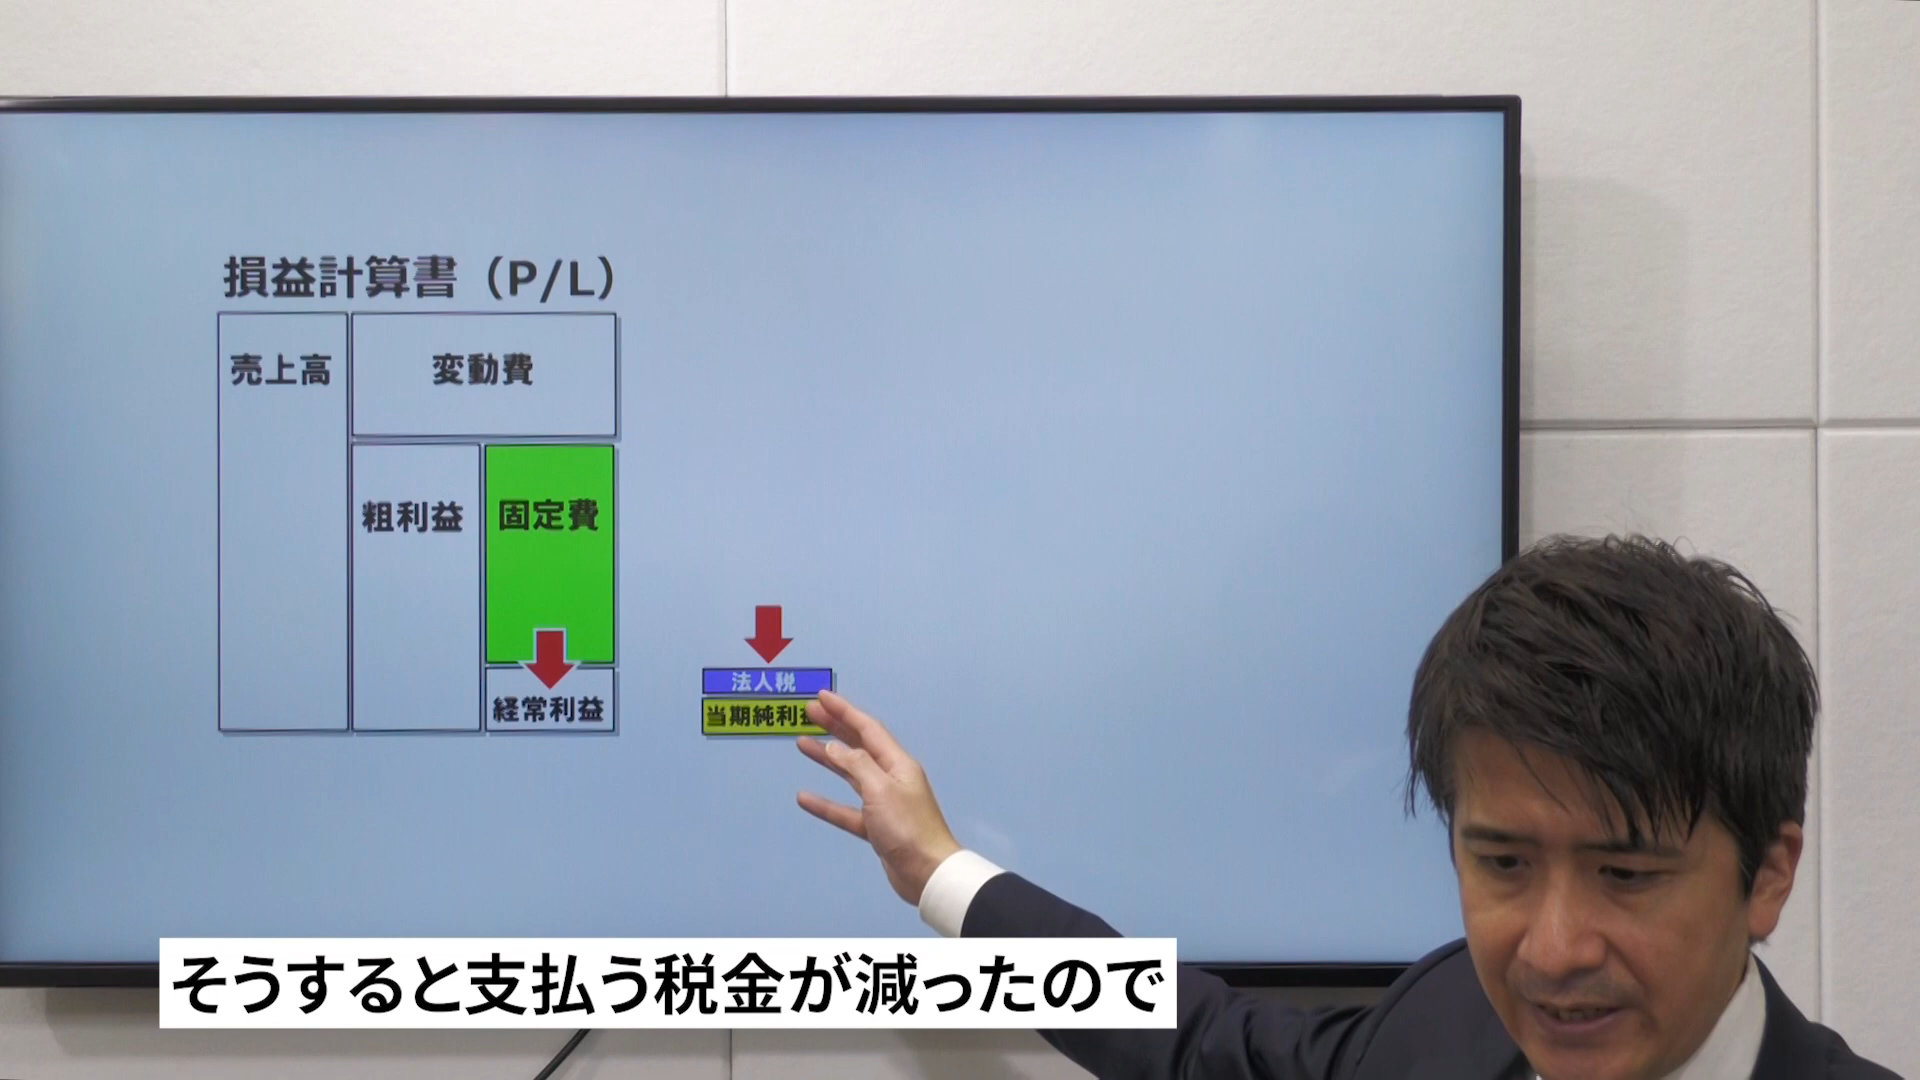 損益計算書（P/L）
売上高
変動費
粗利益
固定費
経常利益
法人税
当期純利益
そうすると支払う税金が減ったので